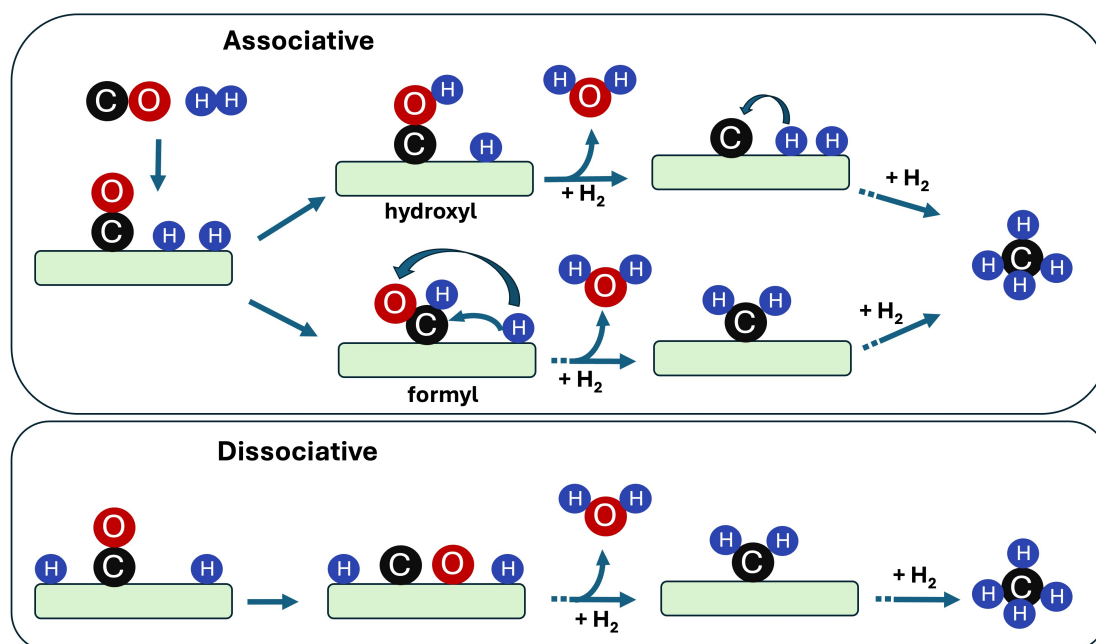 Associative
C O H H
O
C H H
O H
C H
hydroxyl
H H
O
+ H₂
C H H
+ H₂
O H
C H
formyl
H H
O
+ H₂
H H
C
+ H₂
H
H C H
H
Dissociative
O
H C H
H C O H
H H
O
+ H₂
H H
C
+ H₂
H
H C H
H